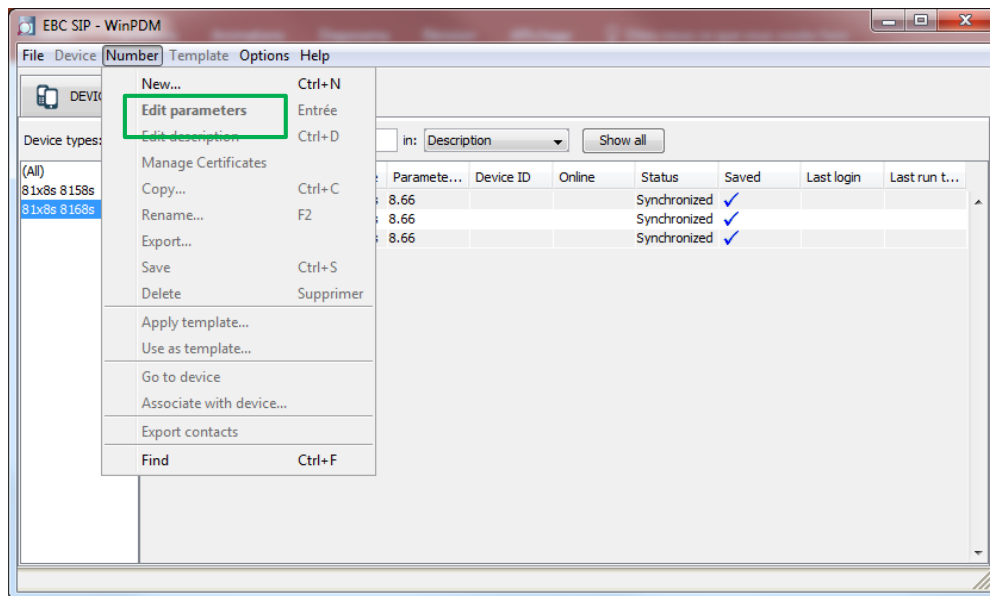 EBC SIP - WinPDM
File Device Number Template Options Help
New... Ctrl+N
Edit parameters Entrée
Edit description Ctrl+D
Manage Certificates
Copy... Ctrl+C
Rename... F2
Export...
Save Ctrl+S
Delete Supprimer
Apply template...
Use as template...
Go to device
Associate with device...
Export contacts
Find Ctrl+F
Device types:
(All)
81x8s 8158s
81x8s 8168s
in: Description Show all
Paramete... Device ID Online Status Saved Last login Last run t...
8.66 Synchronized
8.66 Synchronized
8.66 Synchronized